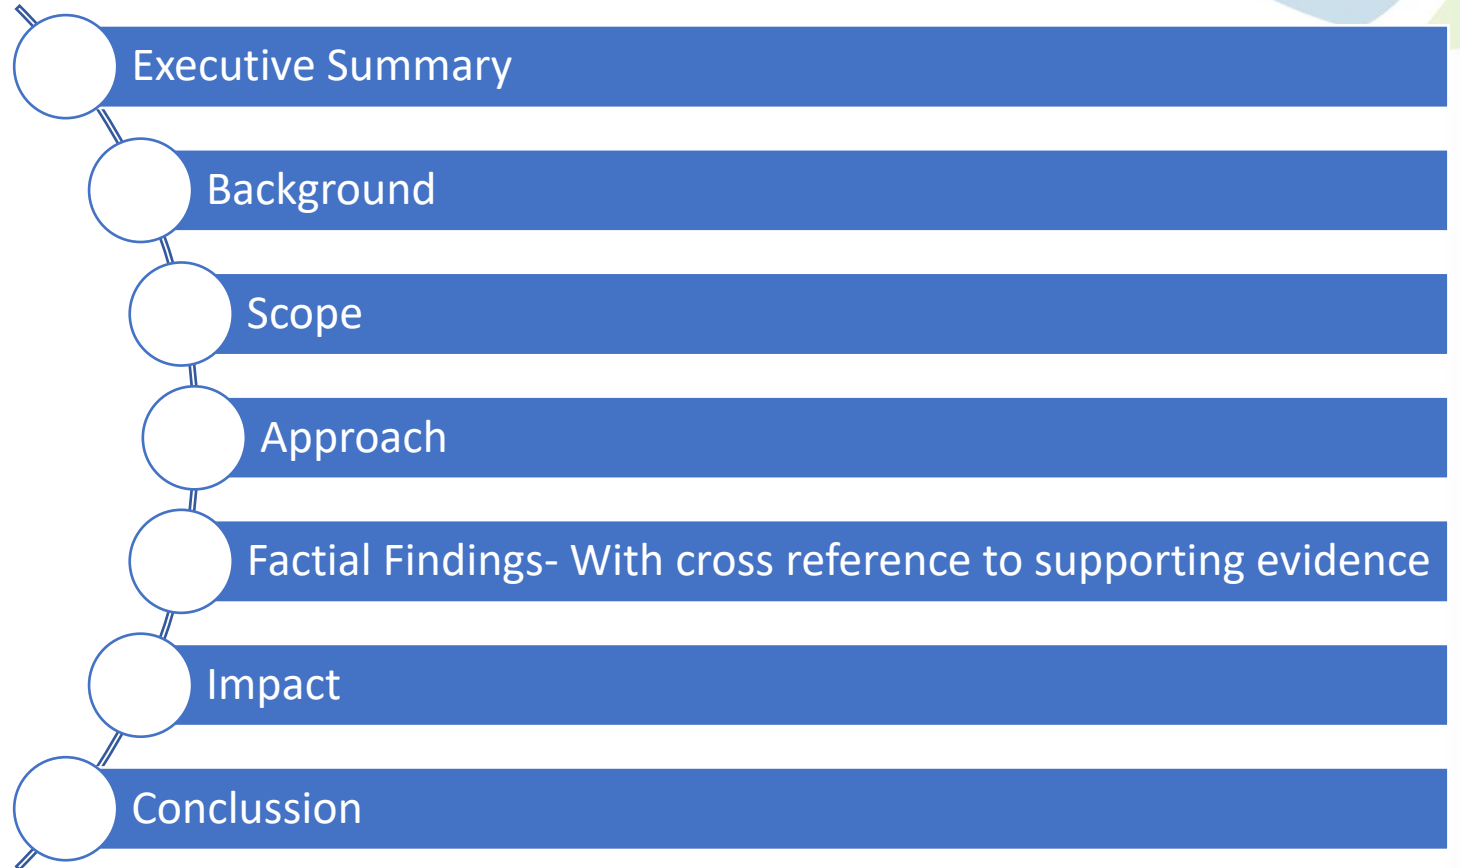 Executive Summary
Background
Scope
Approach
Factial Findings- With cross reference to supporting evidence
Impact
Conclussion